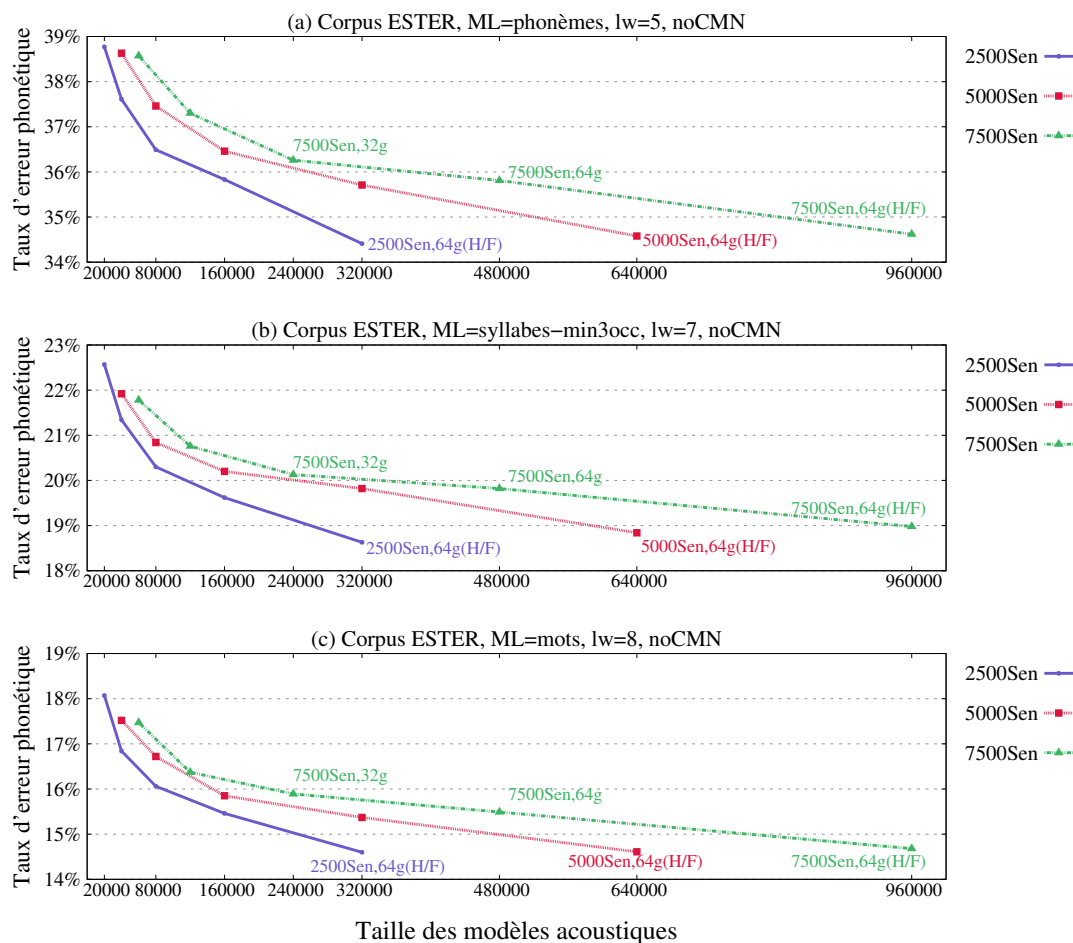 (a) Corpus ESTER, ML=phonèmes, lw=5, noCMN
Taux d'erreur phonétique
39%
38%
37%
36%
35%
34%
20000 80000 160000 240000 320000 480000 640000 960000
7500Sen,32g
7500Sen,64g
7500Sen,64g(H/F)
2500Sen,64g(H/F)
5000Sen,64g(H/F)
2500Sen
5000Sen
7500Sen
(b) Corpus ESTER, ML=syllabes−min3occ, lw=7, noCMN
Taux d'erreur phonétique
23%
22%
21%
20%
19%
18%
20000 80000 160000 240000 320000 480000 640000 960000
7500Sen,32g
7500Sen,64g
7500Sen,64g(H/F)
2500Sen,64g(H/F)
5000Sen,64g(H/F)
2500Sen
5000Sen
7500Sen
(c) Corpus ESTER, ML=mots, lw=8, noCMN
Taux d'erreur phonétique
19%
18%
17%
16%
15%
14%
20000 80000 160000 240000 320000 480000 640000 960000
7500Sen,32g
7500Sen,64g
2500Sen,64g(H/F)
5000Sen,64g(H/F)
7500Sen,64g(H/F)
2500Sen
5000Sen
7500Sen
Taille des modèles acoustiques